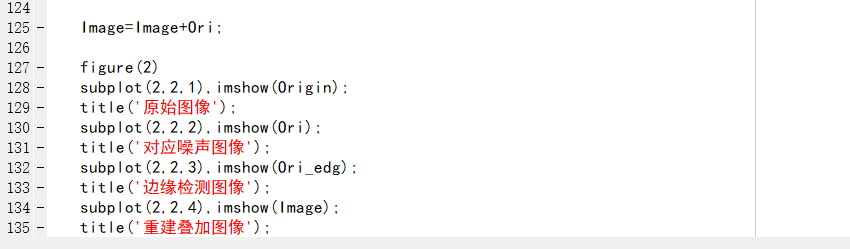 124
125 - Image=Image+Ori;
126
127 - figure(2)
128 - subplot(2,2,1),imshow(Origin);
129 - title('原始图像');
130 - subplot(2,2,2),imshow(Ori);
131 - title('对应噪声图像');
132 - subplot(2,2,3),imshow(Ori_edg);
133 - title('边缘检测图像');
134 - subplot(2,2,4),imshow(Image);
135 - title('重建叠加图像');